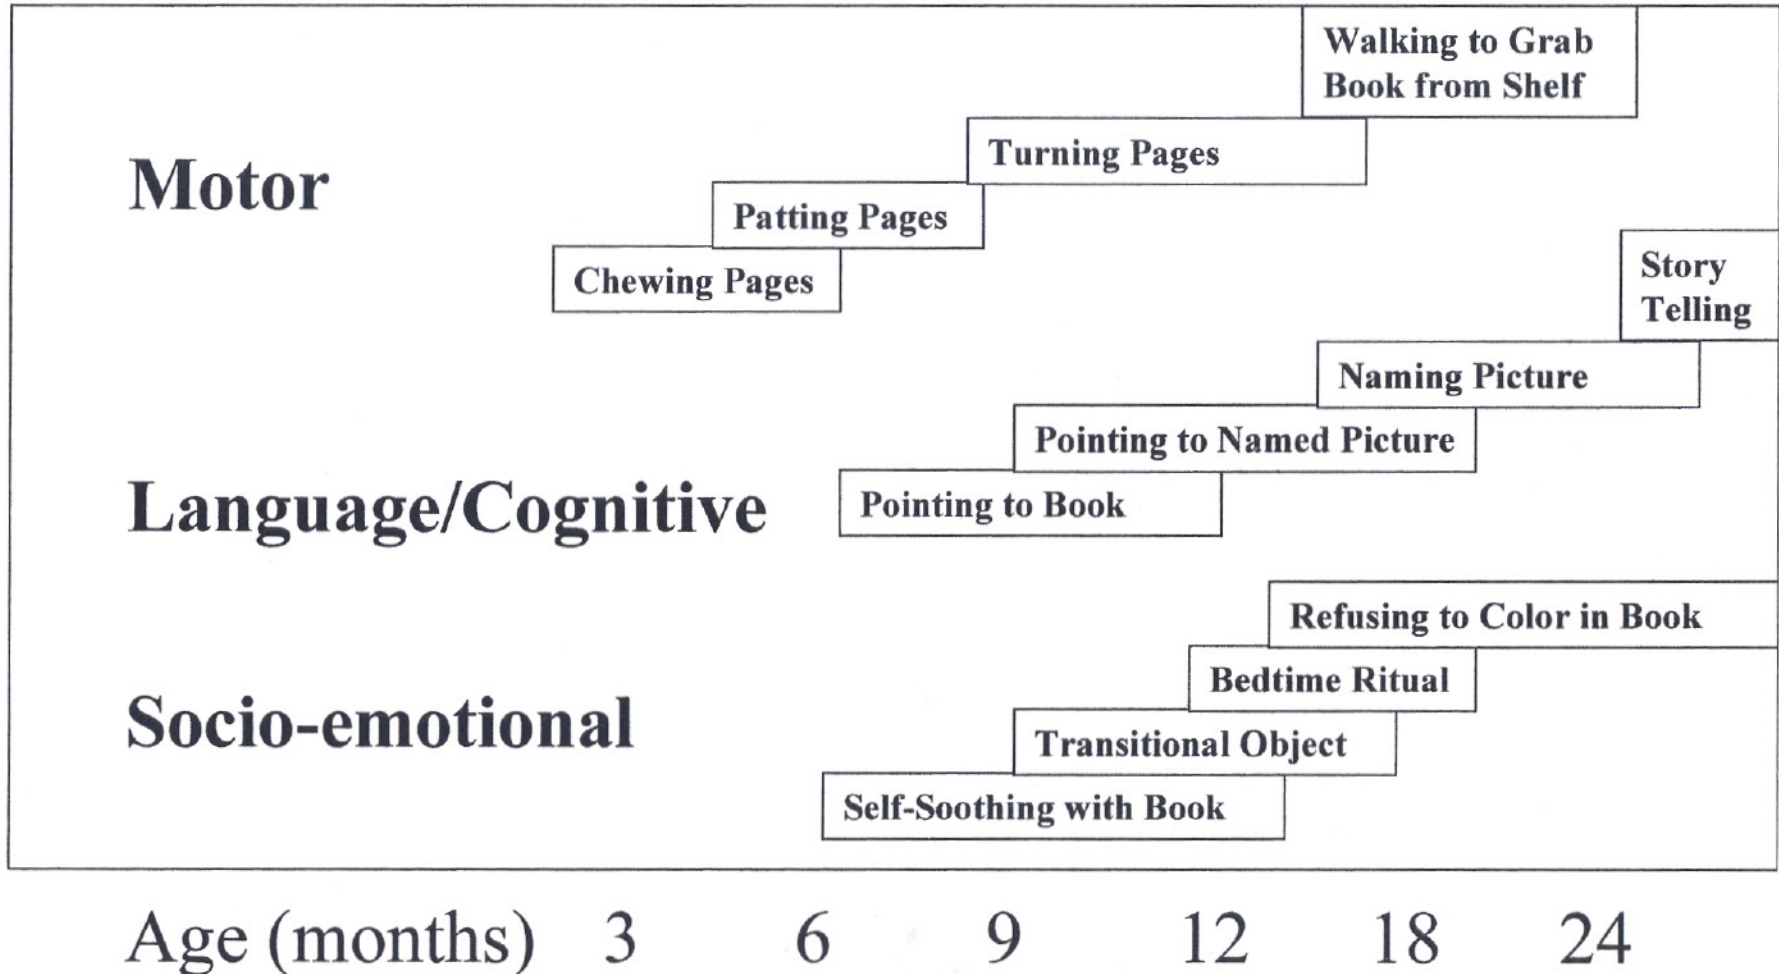 Walking to Grab
Book from Shelf
Turning Pages
Motor
Patting Pages
Chewing Pages
Story
Telling
Naming Picture
Pointing to Named Picture
Language/Cognitive
Pointing to Book
Refusing to Color in Book
Bedtime Ritual
Socio-emotional
Transitional Object
Self-Soothing with Book
Age (months) 3 6 9 12 18 24